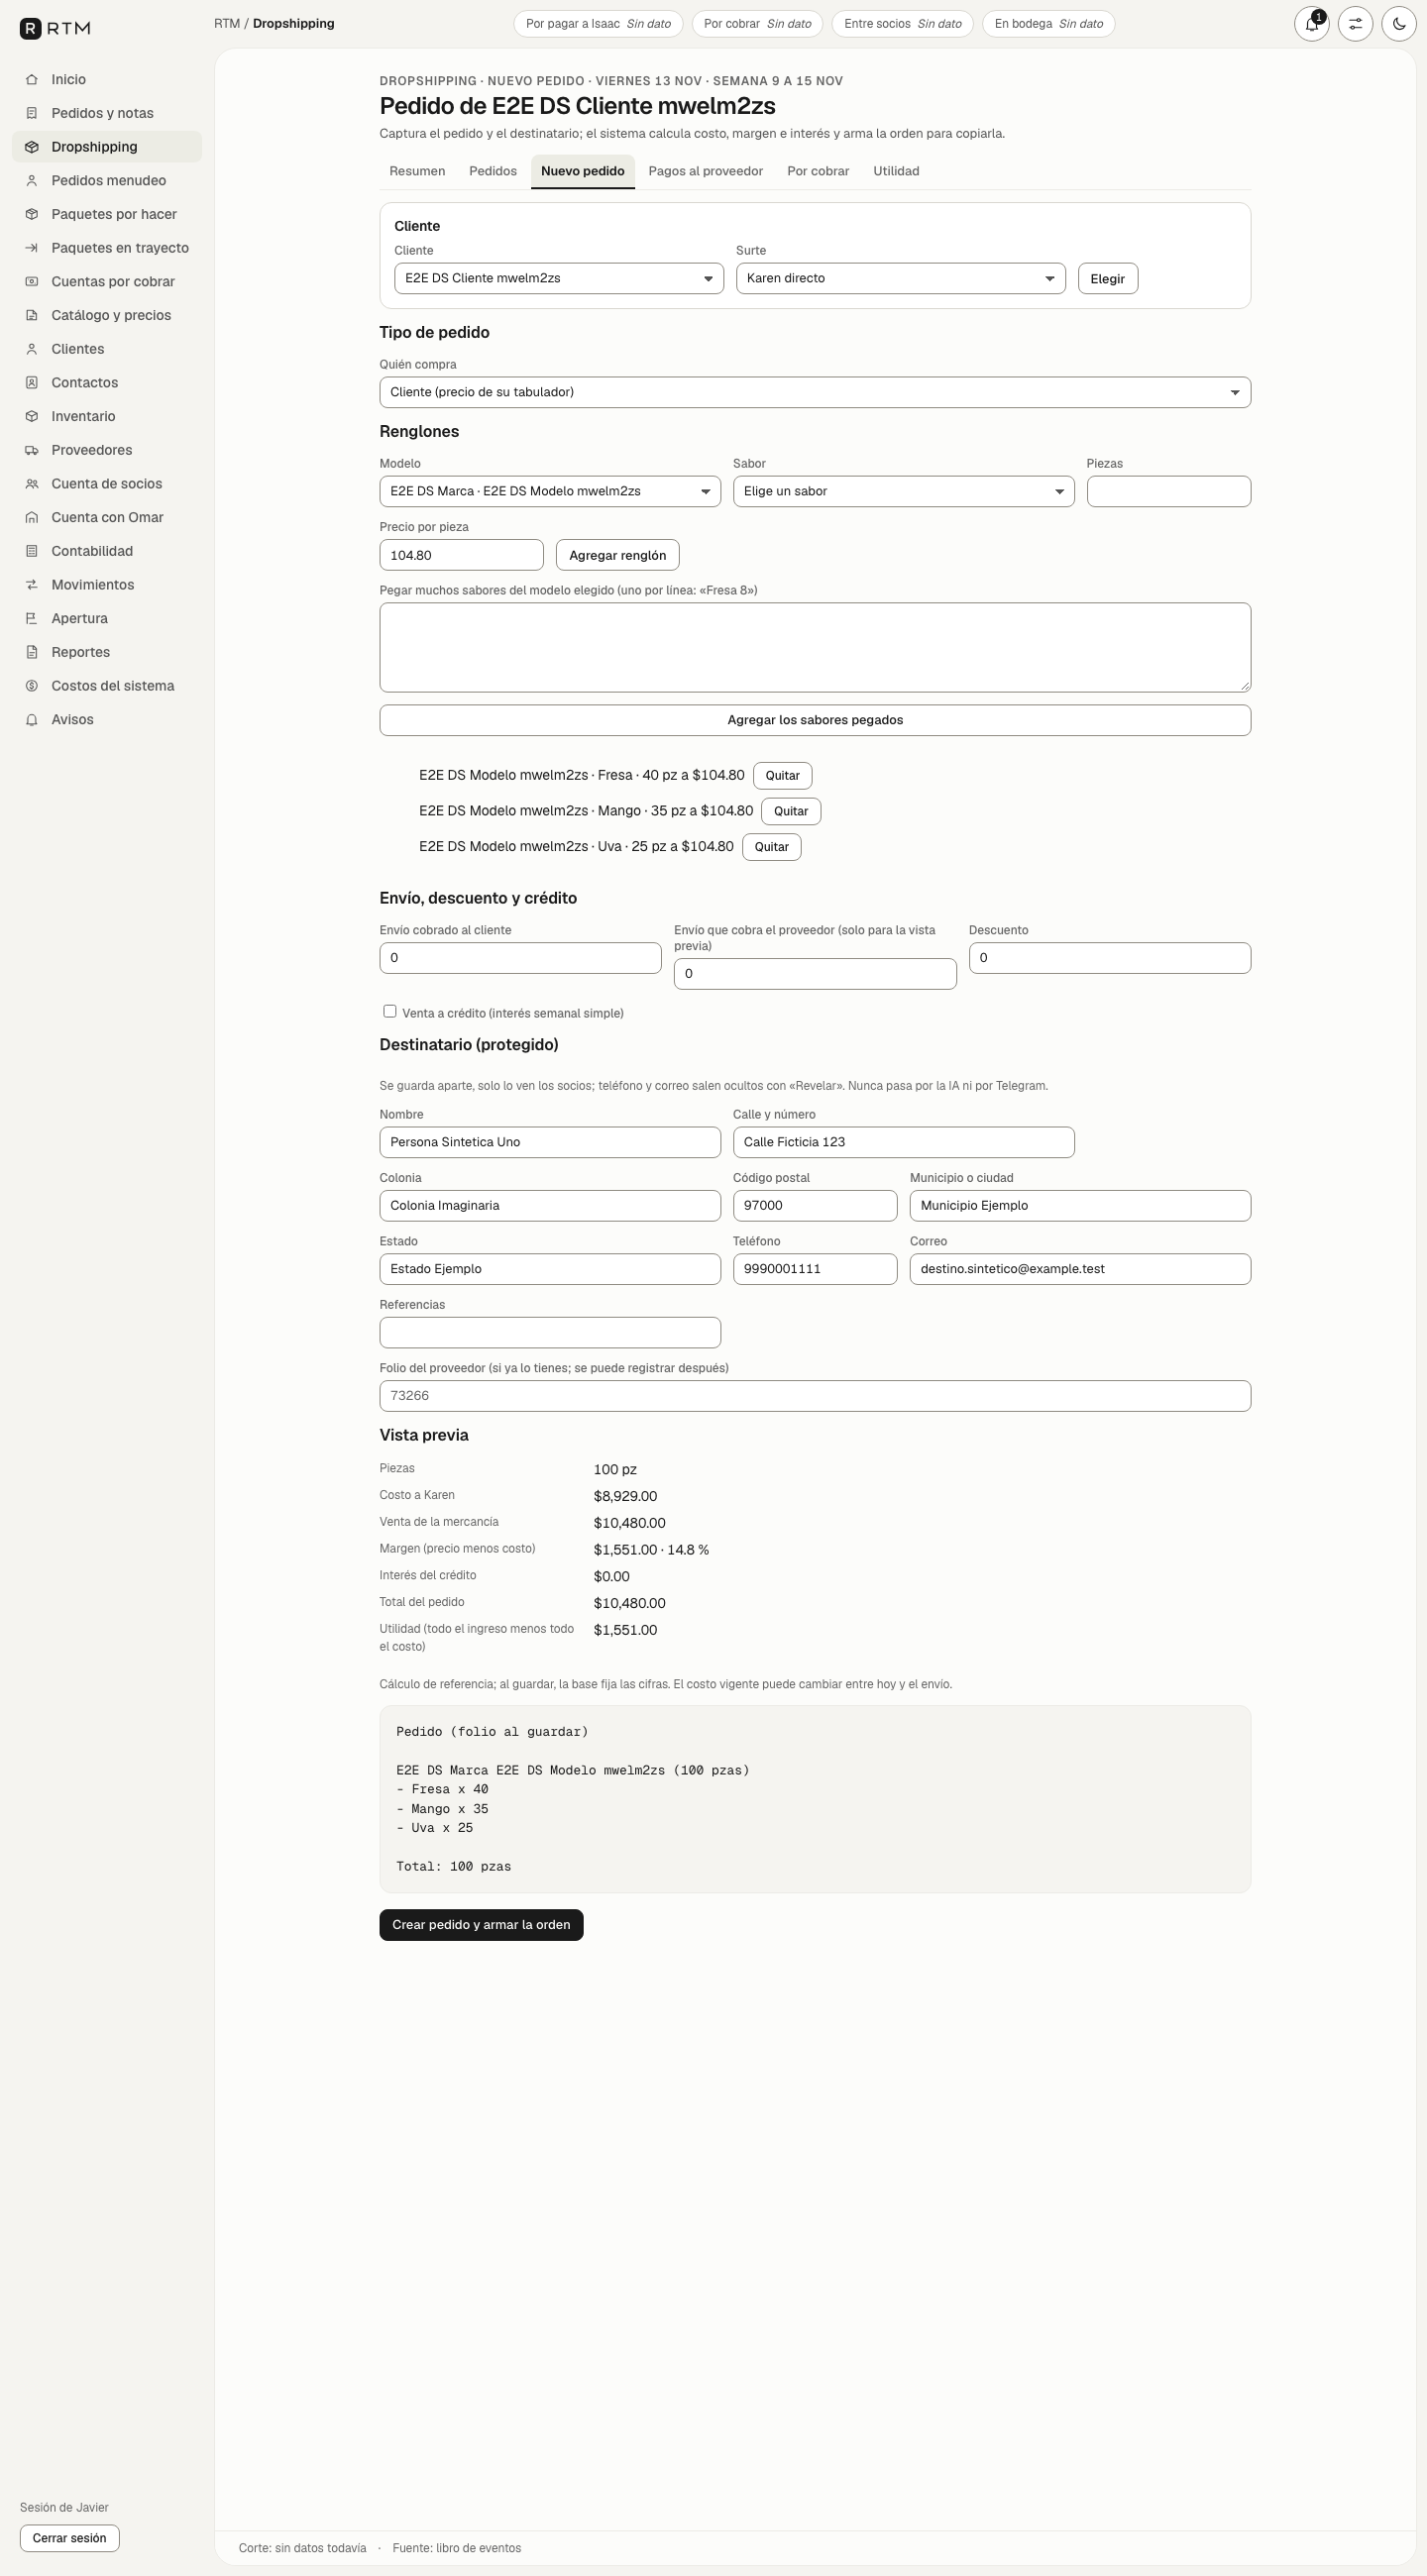 R RTM
RTM / Dropshipping
Por pagar a Isaac Sin dato
Por cobrar Sin dato
Entre socios Sin dato
En bodega Sin dato
1
Inicio
Pedidos y notas
Dropshipping
Pedidos menudeo
Paquetes por hacer
Paquetes en trayecto
Cuentas por cobrar
Catálogo y precios
Clientes
Contactos
Inventario
Proveedores
Cuenta de socios
Cuenta con Omar
Contabilidad
Movimientos
Apertura
Reportes
Costos del sistema
Avisos
Sesión de Javier
Cerrar sesión
DROPSHIPPING · NUEVO PEDIDO · VIERNES 13 NOV · SEMANA 9 A 15 NOV
Pedido de E2E DS Cliente mwelm2zs
Captura el pedido y el destinatario; el sistema calcula costo, margen e interés y arma la orden para copiarla.
Resumen Pedidos Nuevo pedido Pagos al proveedor Por cobrar Utilidad
Cliente
Cliente Surte
E2E DS Cliente mwelm2zs Karen directo Elegir
Tipo de pedido
Quién compra
Cliente (precio de su tabulador)
Renglones
Modelo Sabor Piezas
E2E DS Marca · E2E DS Modelo mwelm2zs Elige un sabor
Precio por pieza
104.80 Agregar renglón
Pegar muchos sabores del modelo elegido (uno por línea: «Fresa 8»)
Agregar los sabores pegados
E2E DS Modelo mwelm2zs · Fresa · 40 pz a $104.80 Quitar
E2E DS Modelo mwelm2zs · Mango · 35 pz a $104.80 Quitar
E2E DS Modelo mwelm2zs · Uva · 25 pz a $104.80 Quitar
Envío, descuento y crédito
Envío cobrado al cliente
0
Envío que cobra el proveedor (solo para la vista
previa)
0
Descuento
0
Venta a crédito (interés semanal simple)
Destinatario (protegido)
Se guarda aparte, solo lo ven los socios; teléfono y correo salen ocultos con «Revelar». Nunca pasa por la IA ni por Telegram.
Nombre Calle y número
Persona Sintetica Uno Calle Ficticia 123
Colonia Código postal Municipio o ciudad
Colonia Imaginaria 97000 Municipio Ejemplo
Estado Teléfono Correo
Estado Ejemplo 9990001111 destino.sintetico@example.test
Referencias
Folio del proveedor (si ya lo tienes; se puede registrar después)
73266
Vista previa
Piezas 100 pz
Costo a Karen $8,929.00
Venta de la mercancía $10,480.00
Margen (precio menos costo) $1,551.00 · 14.8 %
Interés del crédito $0.00
Total del pedido $10,480.00
Utilidad (todo el ingreso menos todo $1,551.00
el costo)
Cálculo de referencia; al guardar, la base fija las cifras. El costo vigente puede cambiar entre hoy y el envío.
Pedido (folio al guardar)
E2E DS Marca E2E DS Modelo mwelm2zs (100 pzas)
- Fresa x 40
- Mango x 35
- Uva x 25
Total: 100 pzas
Crear pedido y armar la orden
Corte: sin datos todavía · Fuente: libro de eventos